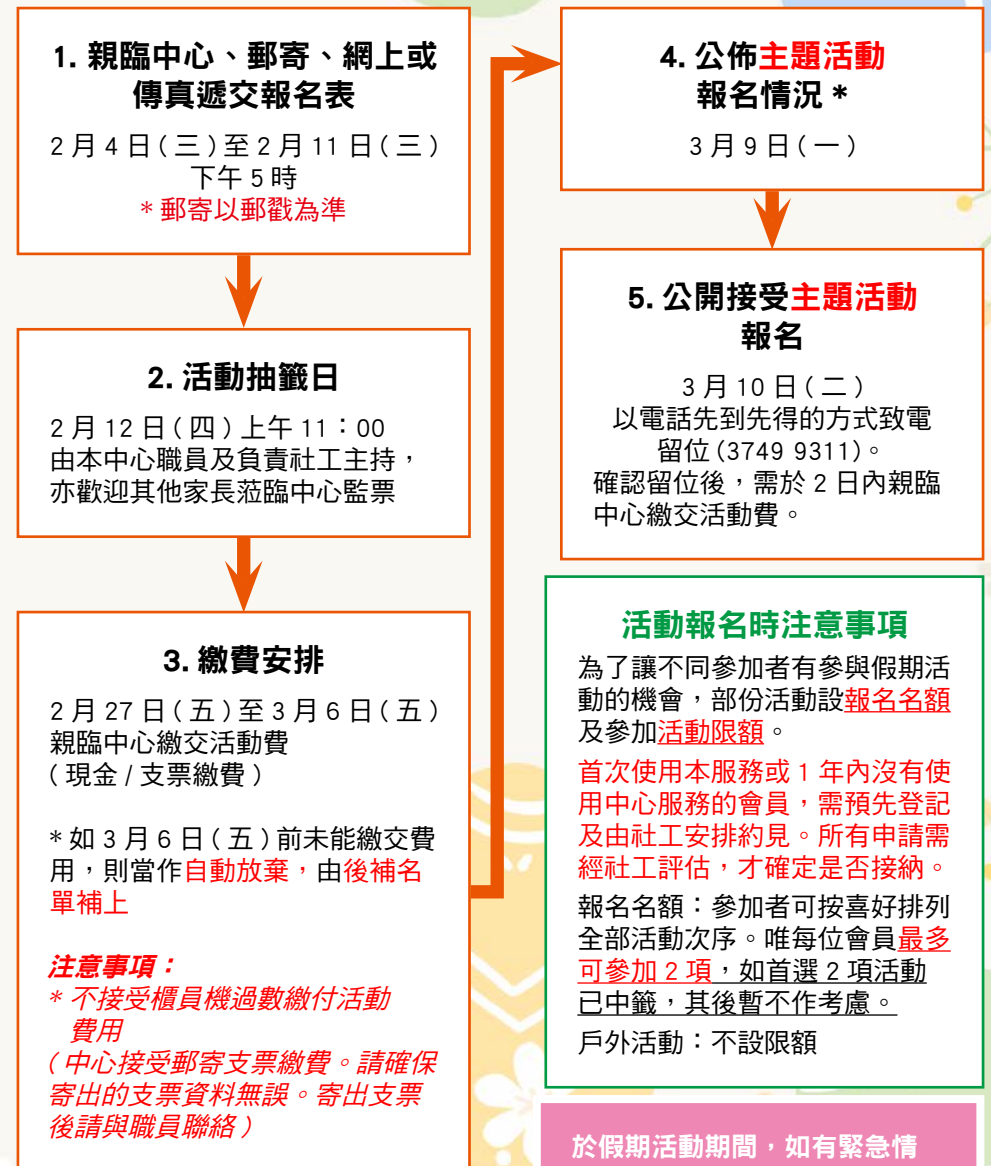 1. 親臨中心、郵寄、網上或
傳真遞交報名表
2 月 4 日 ( 三 ) 至 2 月 11 日 ( 三 )
下午 5 時
* 郵寄以郵戳為準
2. 活動抽籤日
2 月 12 日 ( 四 ) 上午 11：00
由本中心職員及負責社工主持，
亦歡迎其他家長蒞臨中心監票
3. 繳費安排
2 月 27 日 ( 五 ) 至 3 月 6 日 ( 五 )
親臨中心繳交活動費
( 現金 / 支票繳費 )
* 如 3 月 6 日 ( 五 ) 前未能繳交費
用，則當作自動放棄，由後補名
單補上
注意事項：
* 不接受櫃員機過數繳付活動
費用
( 中心接受郵寄支票繳費。請確保
寄出的支票資料無誤。寄出支票
後請與職員聯絡 )
4. 公佈主題活動
報名情況 *
3 月 9 日 ( 一 )
5. 公開接受主題活動
報名
3 月 10 日 ( 二 )
以電話先到先得的方式致電
留位 (3749 9311)。
確認留位後，需於 2 日內親臨
中心繳交活動費。
活動報名時注意事項
為了讓不同參加者有參與假期活
動的機會，部份活動設報名名額
及參加活動限額。
首次使用本服務或 1 年內沒有使
用中心服務的會員，需預先登記
及由社工安排約見。所有申請需
經社工評估，才確定是否接納。
報名名額：參加者可按喜好排列
全部活動次序。唯每位會員最多
可參加 2 項，如首選 2 項活動
已中籤，其後暫不作考慮。
戶外活動：不設限額
於假期活動期間，如有緊急情